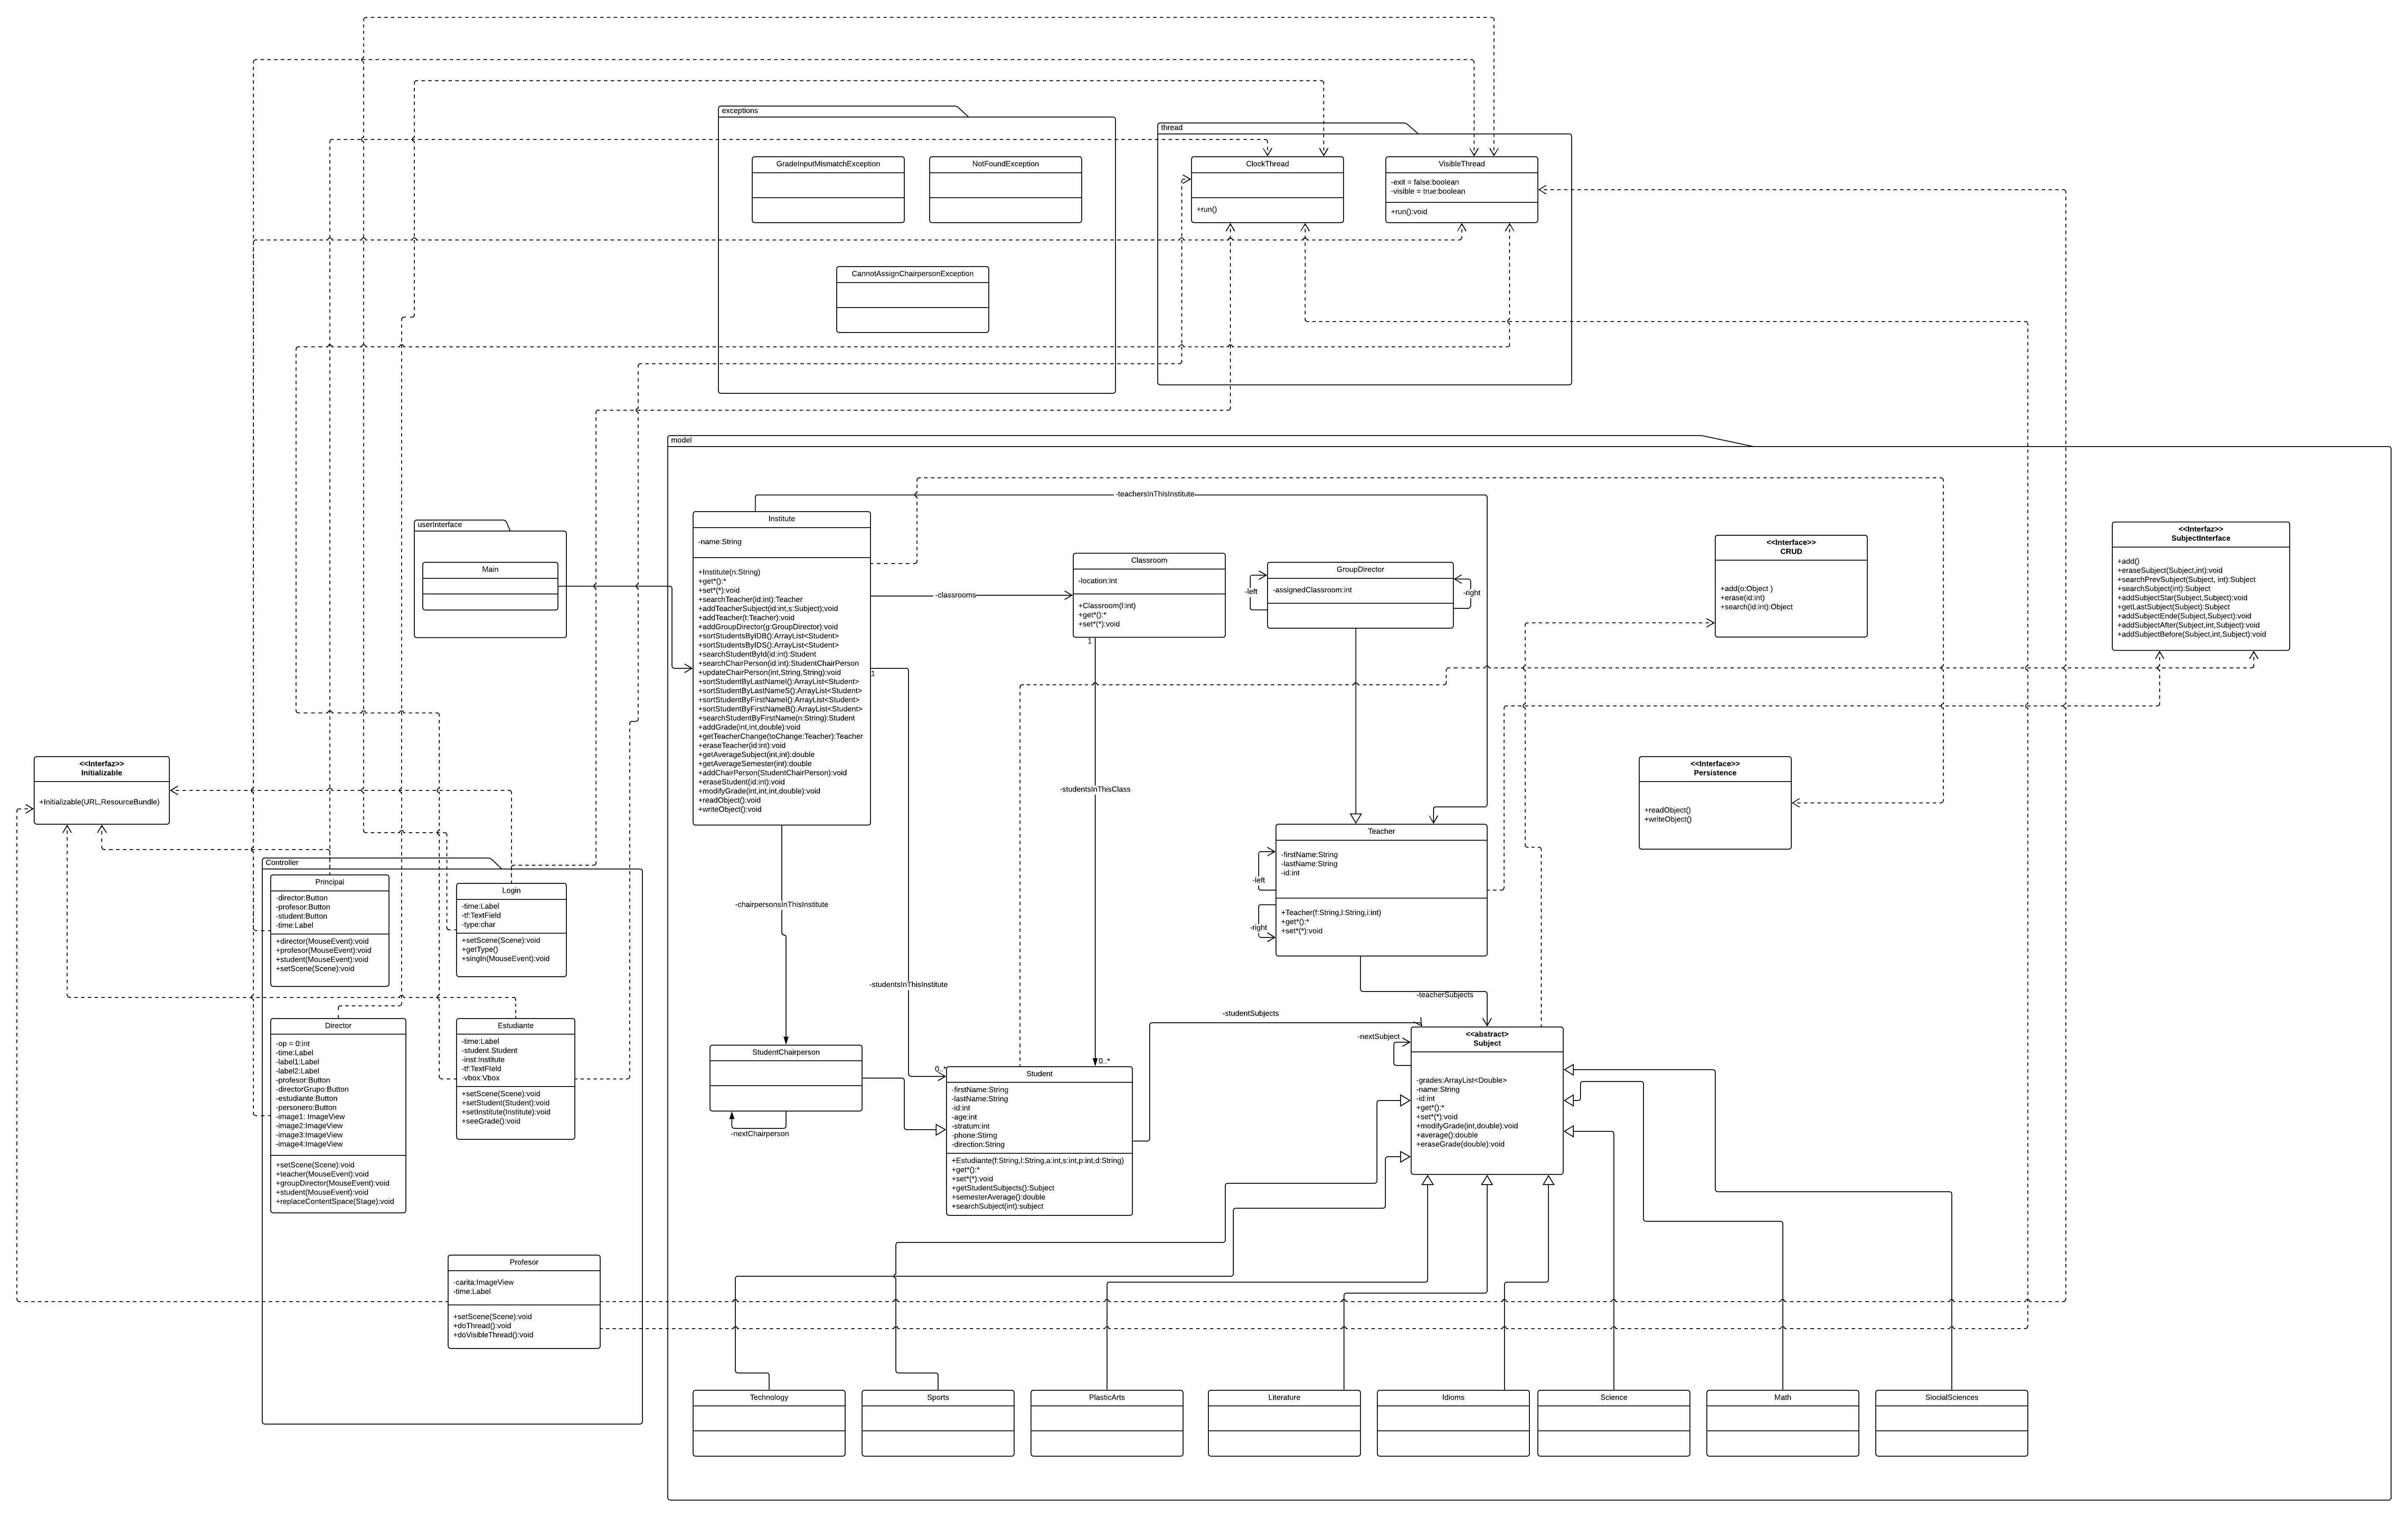 exceptions
GradeInputMismatchException
NotFoundException
CannotAssignChairpersonException
thread
ClockThread
+run()
VisibleThread
-exit = false:boolean
-visible = true:boolean
+run():void
model
userInterface
Main
Institute
-name:String
+Institute(n:String)
+get*():*
+set*(*):void
+searchTeacher(id:int):Teacher
+addTeacherSubject(id:int,s:Subject);void
+addTeacher(t:Teacher):void
+addGroupDirector(g:GroupDirector):void
+sortStudentsByIDB():ArrayList<Student>
+sortStudentsByIDS():ArrayList<Student>
+searchStudentById(id:int):Student
+searchChairPerson(id:int):StudentChairPerson
+updateChairPerson(int,String,String):void
+sortStudentByLastNameI():ArrayList<Student>
+sortStudentByLastNameS():ArrayList<Student>
+sortStudentByFirstNameI():ArrayList<Student>
+sortStudentByFirstNameB():ArrayList<Student>
+searchStudentByFirstName(n:String):Student
+addGrade(int,int,double):void
+getTeacherChange(toChange:Teacher):Teacher
+eraseTeacher(id:int):void
+getAverageSubject(int,int):double
+getAverageSemester(int):double
+addChairPerson(StudentChairPerson):void
+eraseStudent(id:int):void
+modifyGrade(int,int,int,double):void
+readObject():void
+writeObject():void
-teachersInThisInstitute
-classrooms
Classroom
-location:int
+Classroom(l:int)
+get*():*
+set*(*):void
1
GroupDirector
-assignedClassroom:int
-left
-right
<<Interface>>
CRUD
+add(o:Object )
+erase(id:int)
+search(id:int):Object
<<Interfaz>>
SubjectInterface
+add()
+eraseSubject(Subject,int):void
+searchPrevSubject(Subject, int):Subject
+searchSubject(int):Subject
+addSubjectStar(Subject,Subject):void
+getLastSubject(Subject):Subject
+addSubjectEnde(Subject,Subject):void
+addSubjectAfter(Subject,int,Subject):void
+addSubjectBefore(Subject,int,Subject):void
1
<<Interfaz>>
Initializable
+Initializable(URL,ResourceBundle)
<<Interface>>
Persistence
+readObject()
+writeObject()
-studentsInThisClass
Teacher
-firstName:String
-lastName:String
-id:int
+Teacher(f:String,l:String,i:int)
+get*():*
+set*(*):void
-left
-right
Controller
Principal
-director:Button
-profesor:Button
-student:Button
-time:Label
+director(MouseEvent):void
+profesor(MouseEvent):void
+student(MouseEvent):void
+setScene(Scene):void
Login
-time:Label
-tf:TextField
-type:char
+setScene(Scene):void
+getType()
+singIn(MouseEvent):void
-chairpersonsInThisInstitute
-studentsInThisInstitute
-teacherSubjects
-studentSubjects
Director
-op = 0:int
-time:Label
-label1:Label
-label2:Label
-profesor:Button
-directorGrupo:Button
-estudiante:Button
-personero:Button
-image1: ImageView
-image2:ImageView
-image3:ImageView
-image4:ImageView
+setScene(Scene):void
+teacher(MouseEvent):void
+groupDirector(MouseEvent):void
+student(MouseEvent):void
+replaceContentSpace(Stage):void
Estudiante
-time:Label
-student.Student
-inst:Institute
-tf:TextField
-vbox:Vbox
+setScene(Scene):void
+setStudent(Student):void
+setInstitute(Institute):void
+seeGrade():void
StudentChairperson
-nextChairperson
0..*
0..*
Student
-firstName:String
-lastName:String
-id:int
-age:int
-stratum:int
-phone:Stirng
-direction:String
+Estudiante(f:String,l:String,a:int,s:int,p:int,d:String)
+get*():*
+set*(*):void
+getStudentSubjects():Subject
+semesterAverage():double
+searchSubject(int):subject
-nextSubject
<<abstract>
Subject
-grades:ArrayList<Double>
-name:String
-id:int
+get*():*
+set*(*):void
+modifyGrade(int,double):void
+average():double
+eraseGrade(double):void
Profesor
-carita:ImageView
-time:Label
+setScene(Scene):void
+doThread():void
+doVisibleThread():void
Technology
Sports
PlasticArts
Literature
Idioms
Science
Math
SiocialSciences